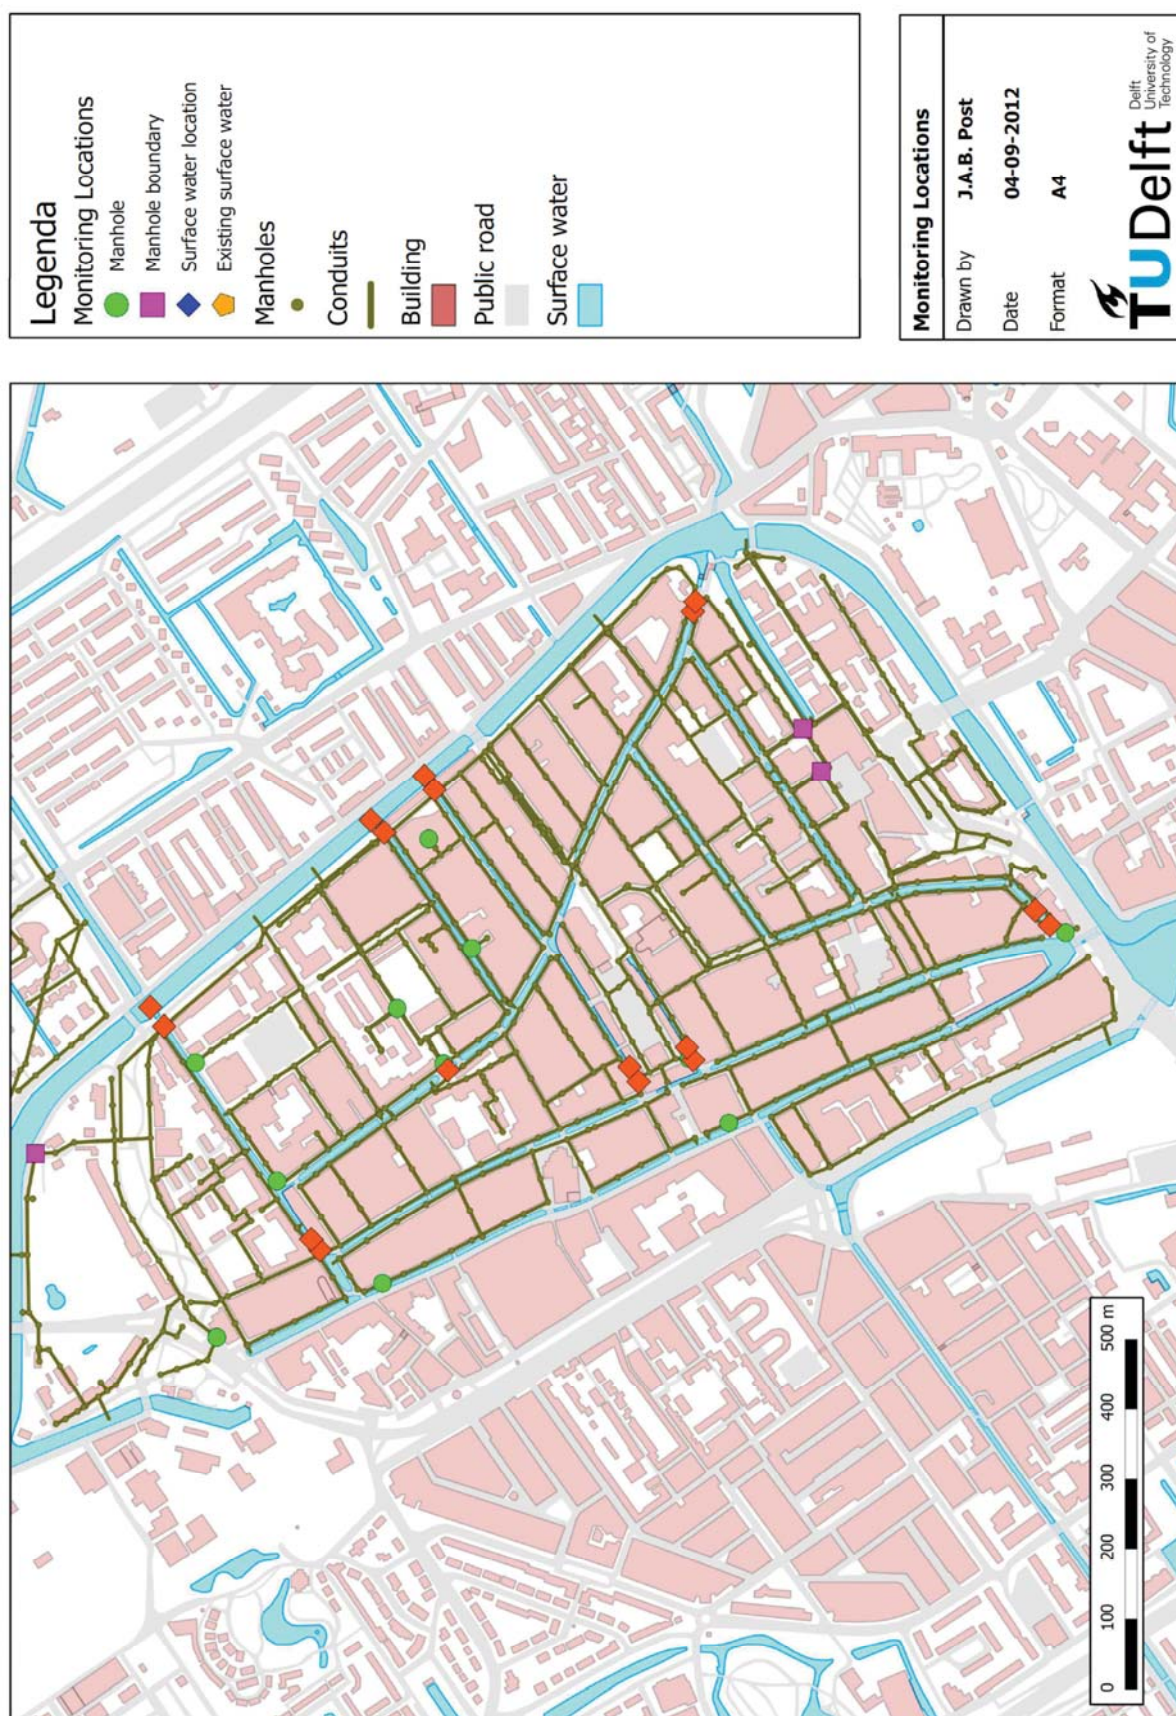 Legenda
Monitoring Locations
Manhole
Manhole boundary
Surface water location
Existing surface water
Manholes
Conduits
Building
Public road
Surface water
Monitoring Locations
Drawn by J.A.B. Post
Date 04-09-2012
Format A4
TUDelft
Delft
University of
Technology
0 100 200 300 400 500 m